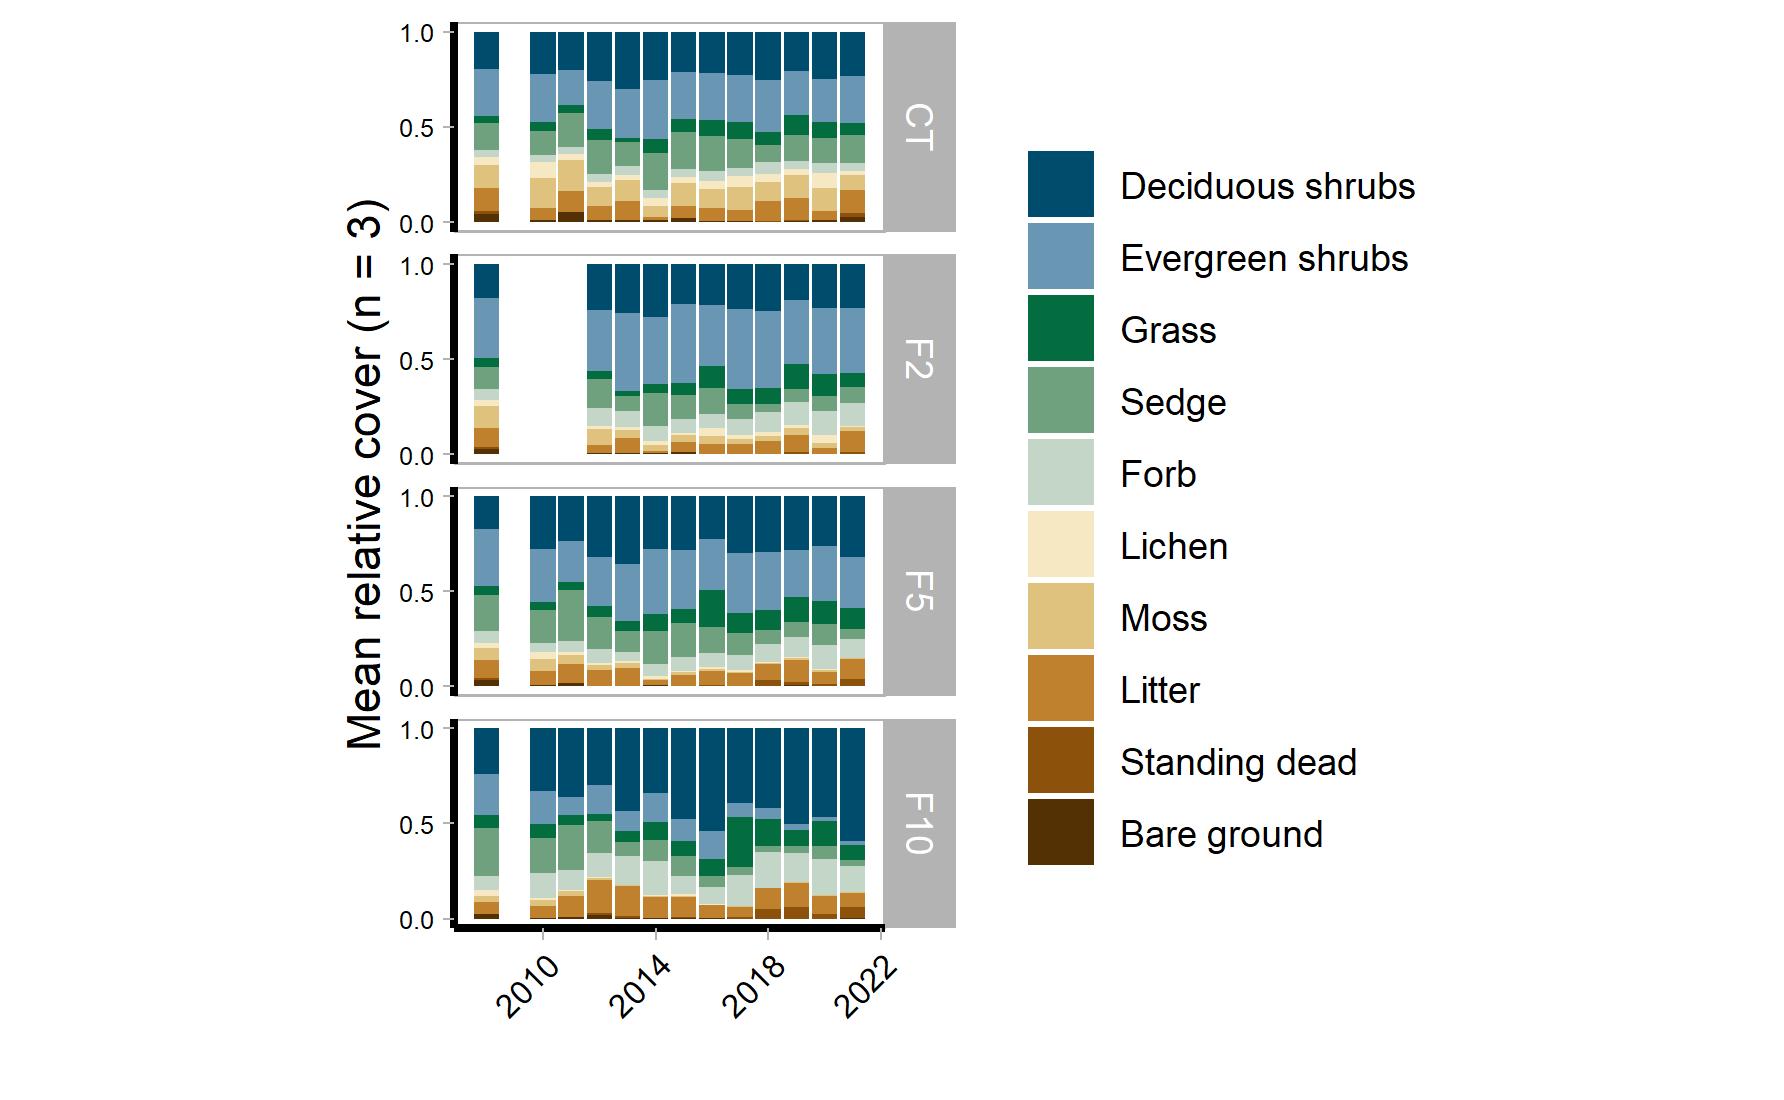 Mean relative cover (n = 3)
1.0
0.5
0.0
CT
1.0
0.5
0.0
F2
1.0
0.5
0.0
F5
1.0
0.5
0.0
F10
2010
2014
2018
2022
Deciduous shrubs
Evergreen shrubs
Grass
Sedge
Forb
Lichen
Moss
Litter
Standing dead
Bare ground